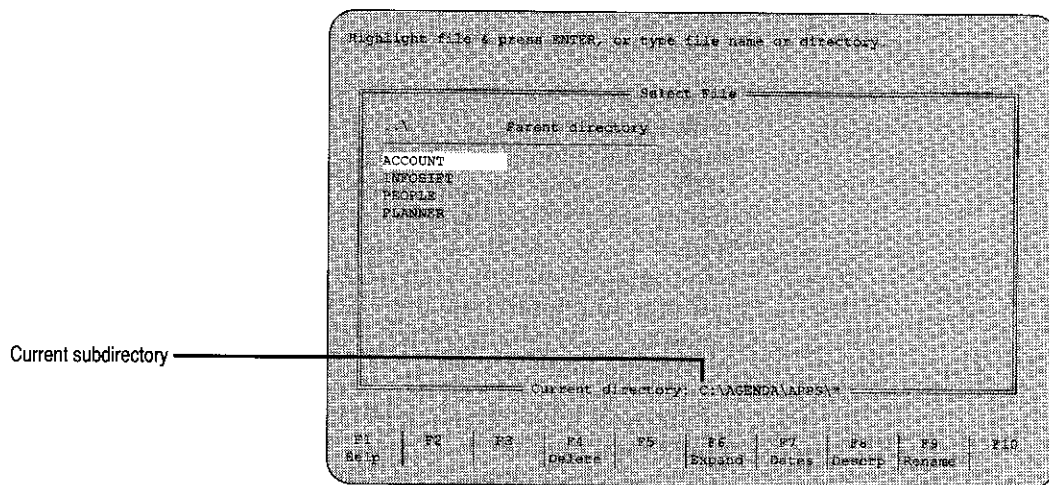 Highlight file & press ENTER, or type file name or directory.
Select File
..\ Parent directory
ACCOUNT
INFOSIFT
PEOPLE
PLANNER
Current subdirectory
Current directory: C:\AGENDA\APPS\*
F1 F2 F3 F4 F5 F6 F7 F8 F9 F10
Help Delete Expand Dates Descrp Rename